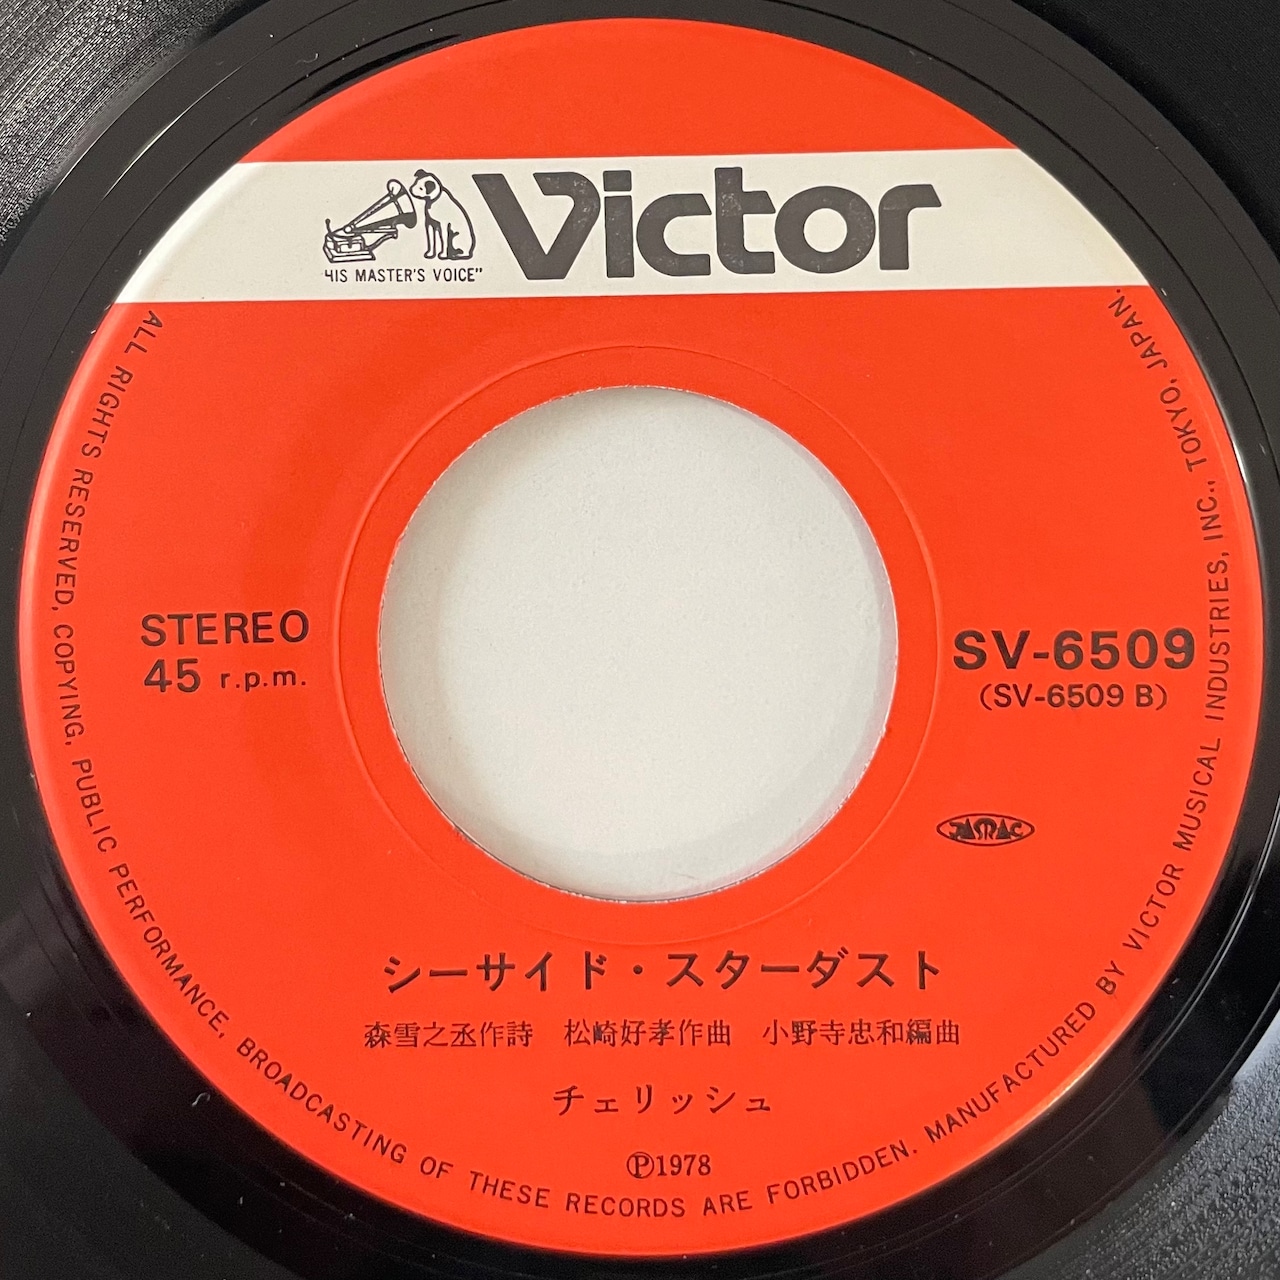 Victor
"HIS MASTER'S VOICE"
STEREO
45 r.p.m.
SV-6509
(SV-6509 B)
JASRAC
シーサイド・スターダスト
森雪之丞作詩 松崎好孝作曲 小野寺忠和編曲
チェリッシュ
Ⓟ1978
ALL RIGHTS RESERVED, COPYING, PUBLIC PERFORMANCE, BROADCASTING OF THESE RECORDS ARE FORBIDDEN. MANUFACTURED BY VICTOR MUSICAL INDUSTRIES, INC., TOKYO, JAPAN.